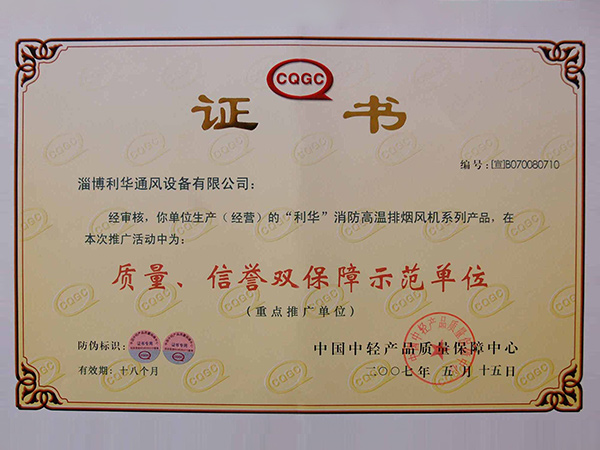 CQGC
证书
编号:[宣]B070080710
淄博利华通风设备有限公司:
经审核，你单位生产（经营）的“利华”消防高温排烟风机系列产品，在
本次推广活动中为:
质量、信誉双保障示范单位
(重点推广单位)
防伪标识:
中国中轻产品质量保障中心
有效期: 十八个月
二〇〇七年 五月 十五日